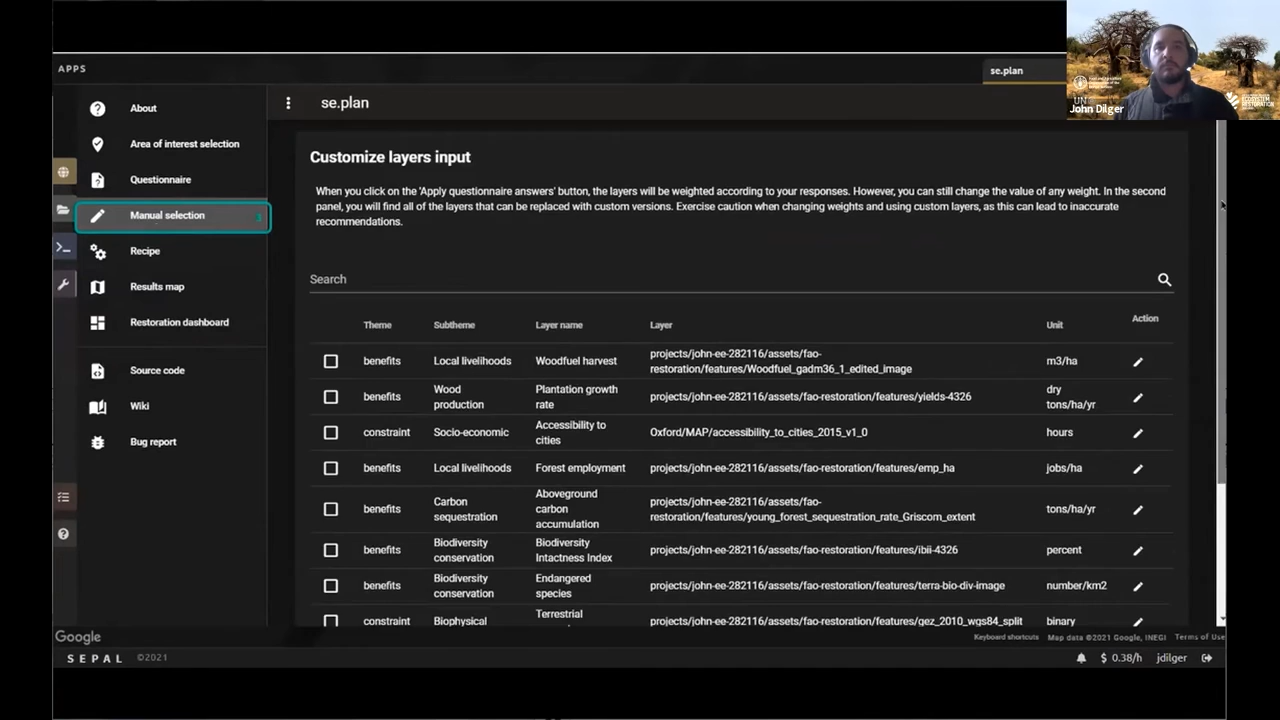 APPS
se.plan
John Dilger
About
Area of interest selection
Questionnaire
Manual selection 3
Recipe
Results map
Restoration dashboard
Source code
Wiki
Bug report
se.plan
Customize layers input
When you click on the 'Apply questionnaire answers' button, the layers will be weighted according to your responses. However, you can still change the value of any weight. In the second
panel, you will find all of the layers that can be replaced with custom versions. Exercise caution when changing weights and using custom layers, as this can lead to inaccurate
recommendations.
Search
Theme Subtheme Layer name Layer Unit Action
benefits Local livelihoods Woodfuel harvest projects/john-ee-282116/assets/fao-
restoration/features/Woodfuel_gadm36_1_edited_image m3/ha
benefits Wood
production Plantation growth
rate projects/john-ee-282116/assets/fao-restoration/features/yields-4326 dry
tons/ha/yr
constraint Socio-economic Accessibility to
cities Oxford/MAP/accessibility_to_cities_2015_v1_0 hours
benefits Local livelihoods Forest employment projects/john-ee-282116/assets/fao-restoration/features/emp_ha jobs/ha
benefits Carbon
sequestration Aboveground
carbon
accumulation projects/john-ee-282116/assets/fao-
restoration/features/young_forest_sequestration_rate_Griscom_extent tons/ha/yr
benefits Biodiversity
conservation Biodiversity
Intactness Index projects/john-ee-282116/assets/fao-restoration/features/ibii-4326 percent
benefits Biodiversity
conservation Endangered
species projects/john-ee-282116/assets/fao-restoration/features/terra-bio-div-image number/km2
constraint Biophysical Terrestrial projects/john-ee-282116/assets/fao-restoration/features/gez_2010_wgs84_split binary
Google
Keyboard shortcuts Map data ©2021 Google, INEGI Terms of Use
SEPAL ©2021
$ 0.38/h jdilger